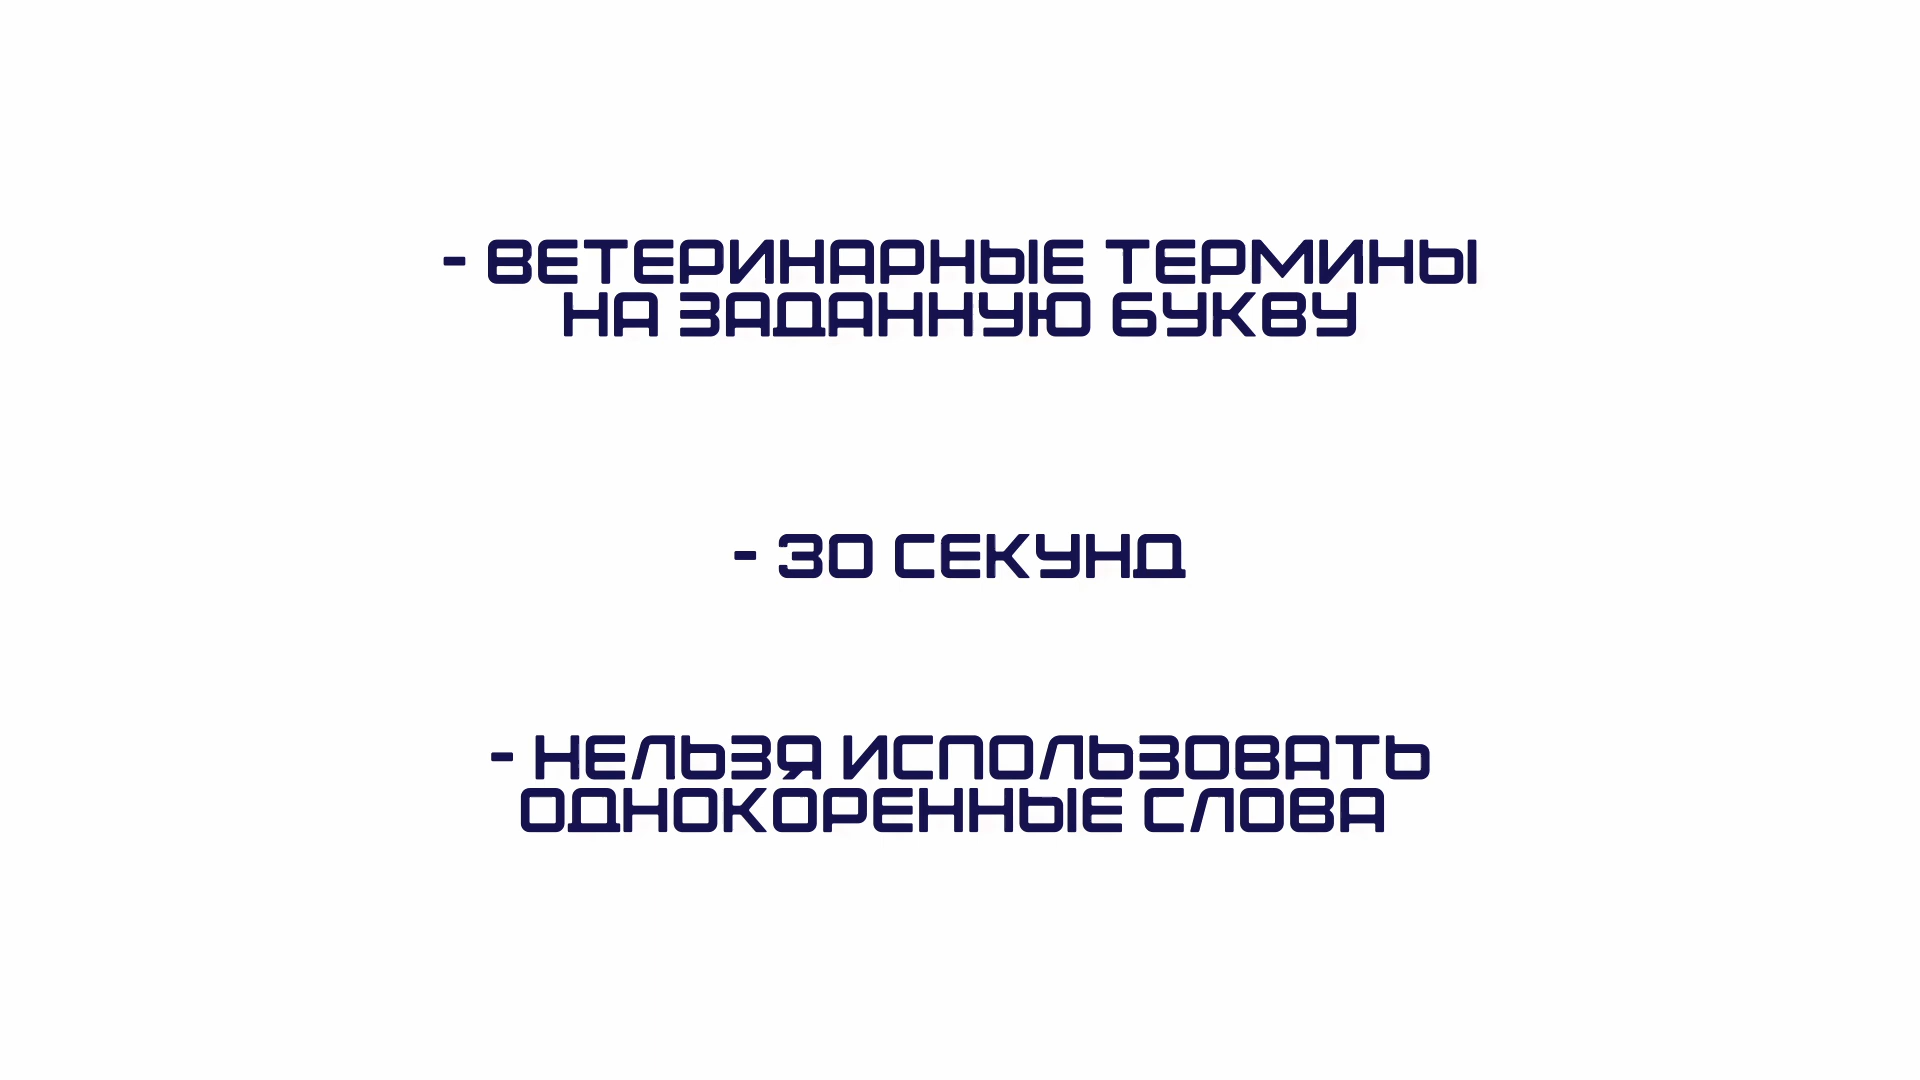 - ВЕТЕРИНАРНЫЕ ТЕРМИНЫ
НА ЗАДАННУЮ БУКВУ
- 30 СЕКУНД
- НЕЛЬЗЯ ИСПОЛЬЗОВАТЬ
ОДНОКОРЕННЫЕ СЛОВА